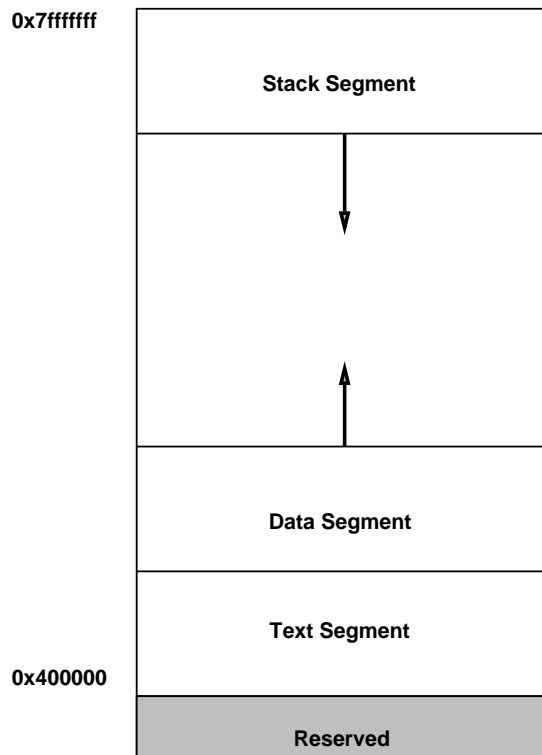 0x7fffffff
Stack Segment
Data Segment
Text Segment
0x400000
Reserved